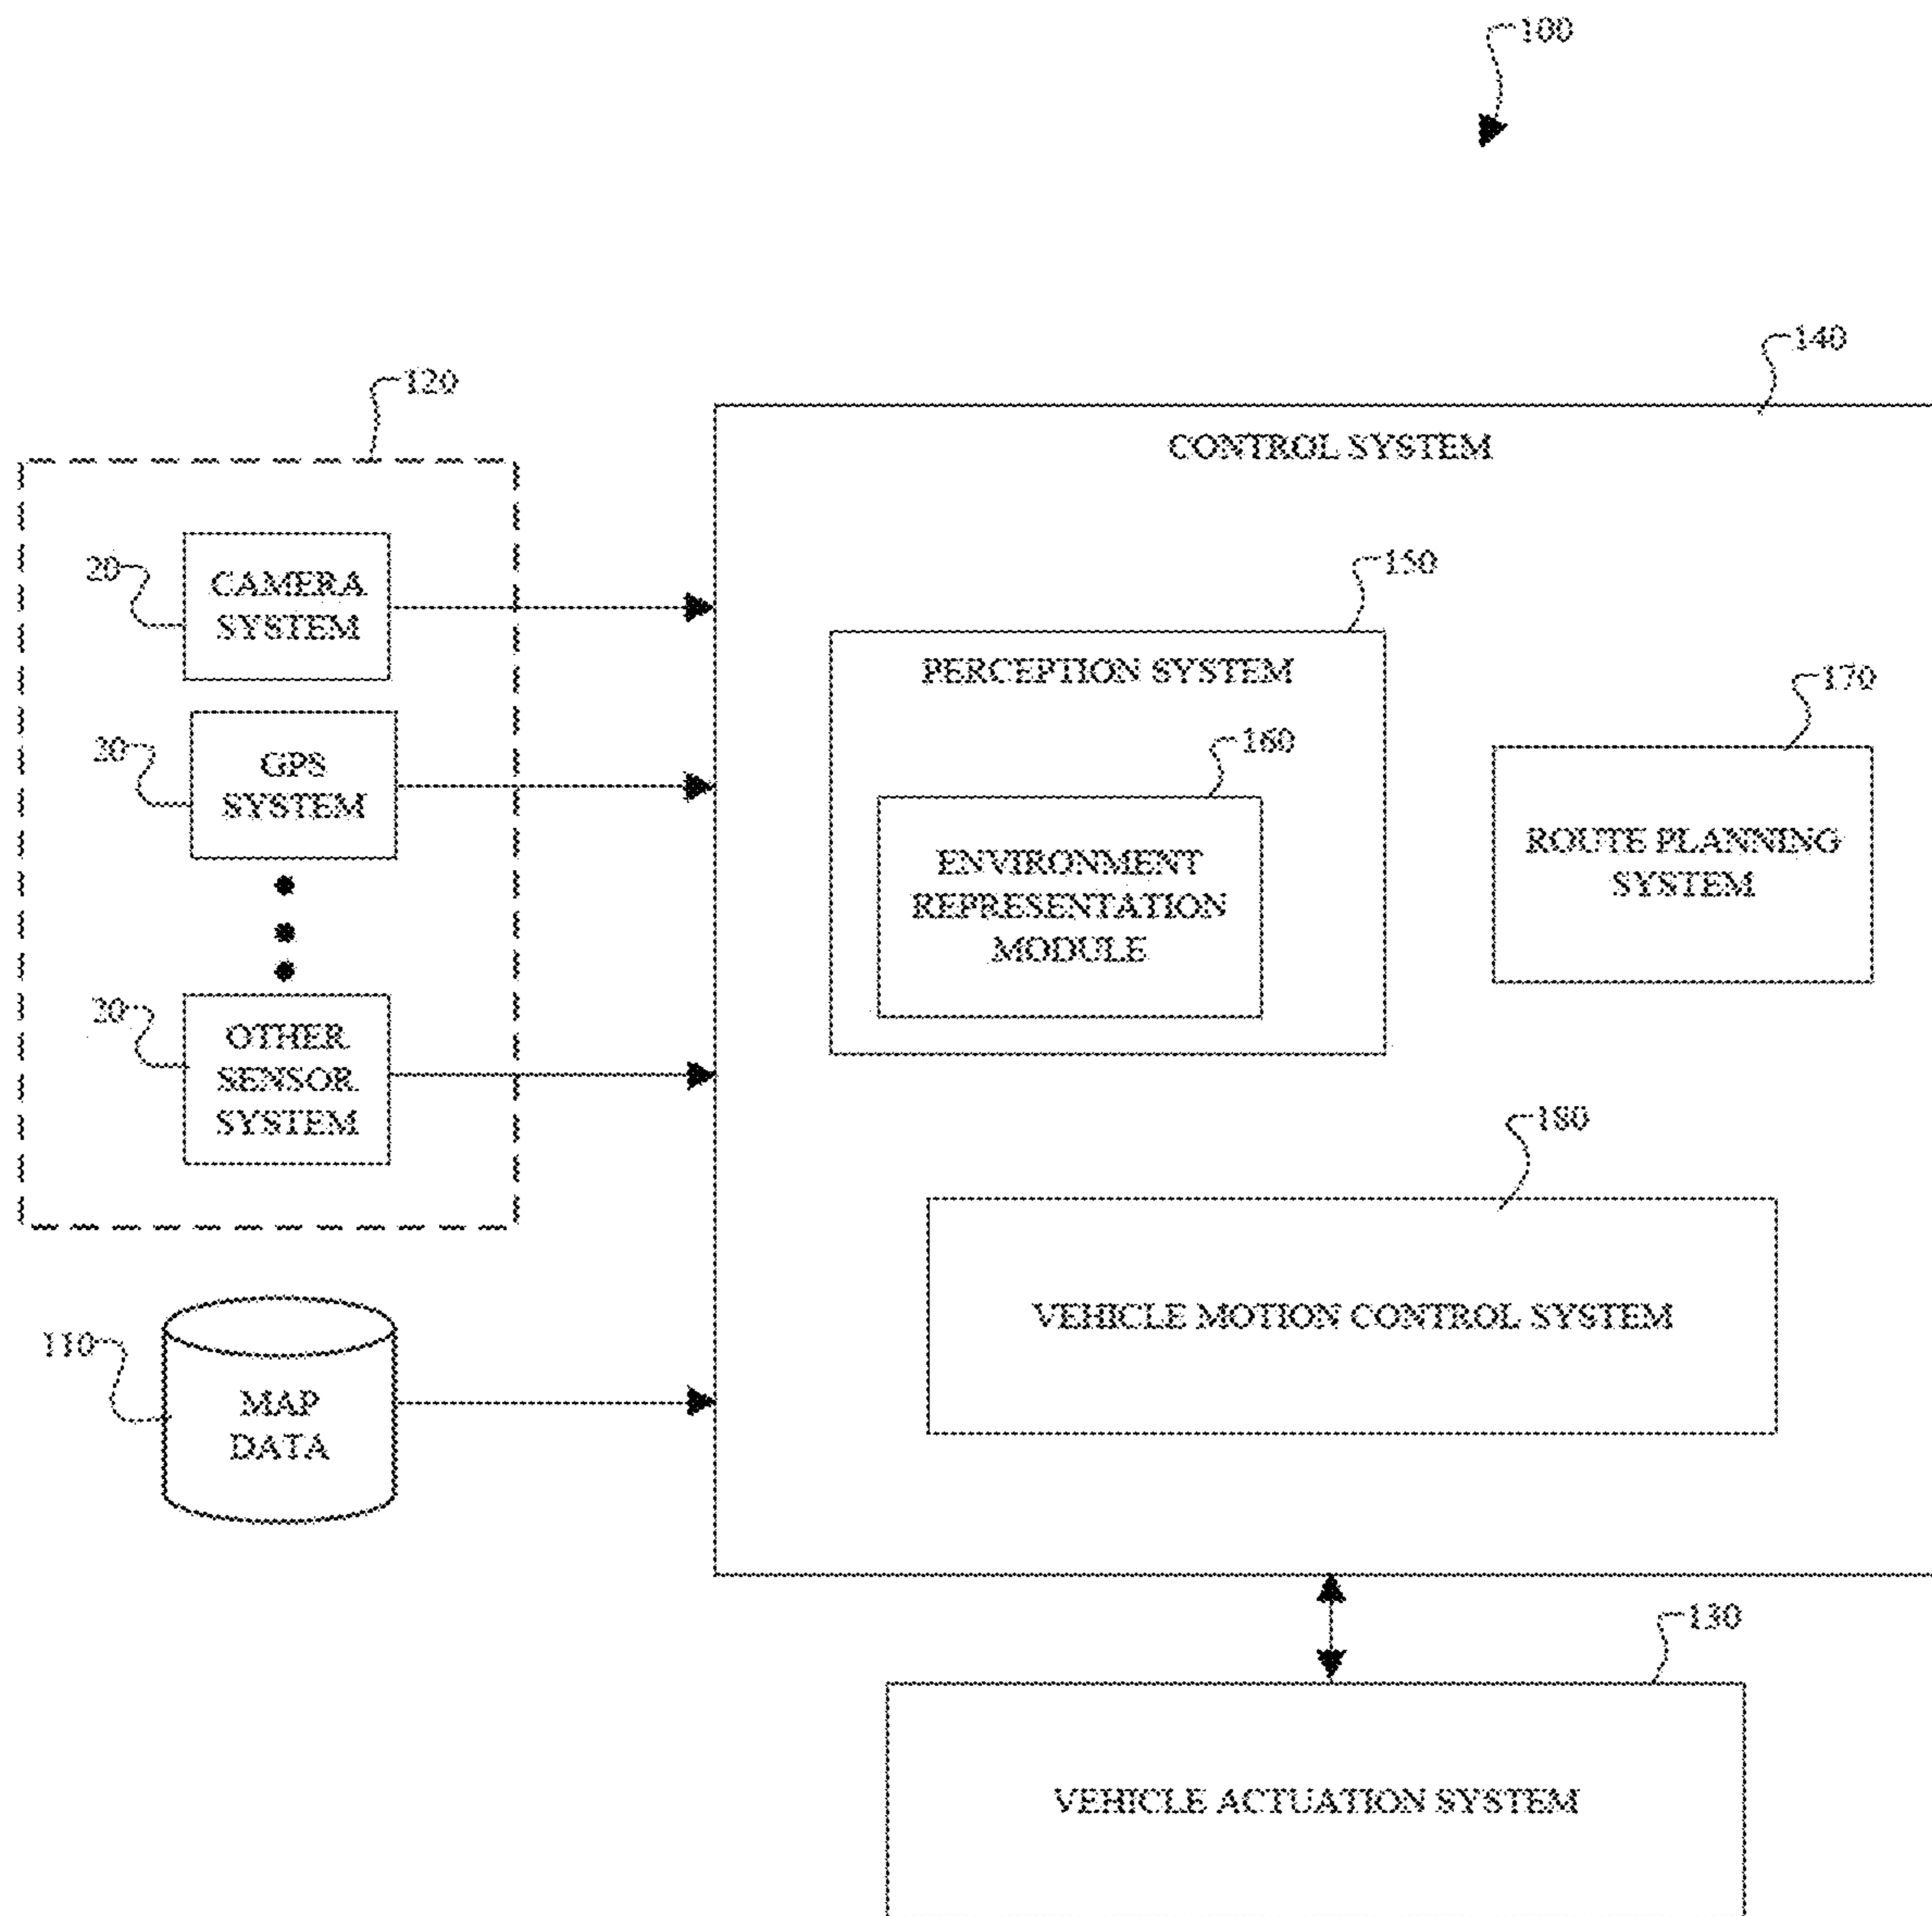 100
140
120
CONTROL SYSTEM
20
CAMERA
SYSTEM
150
PERCEPTION SYSTEM
170
20
GPS
SYSTEM
160
ENVIRONMENT
REPRESENTATION
MODULE
ROUTE PLANNING
SYSTEM
20
OTHER
SENSOR
SYSTEM
180
VEHICLE MOTION CONTROL SYSTEM
110
MAP
DATA
130
VEHICLE ACTUATION SYSTEM